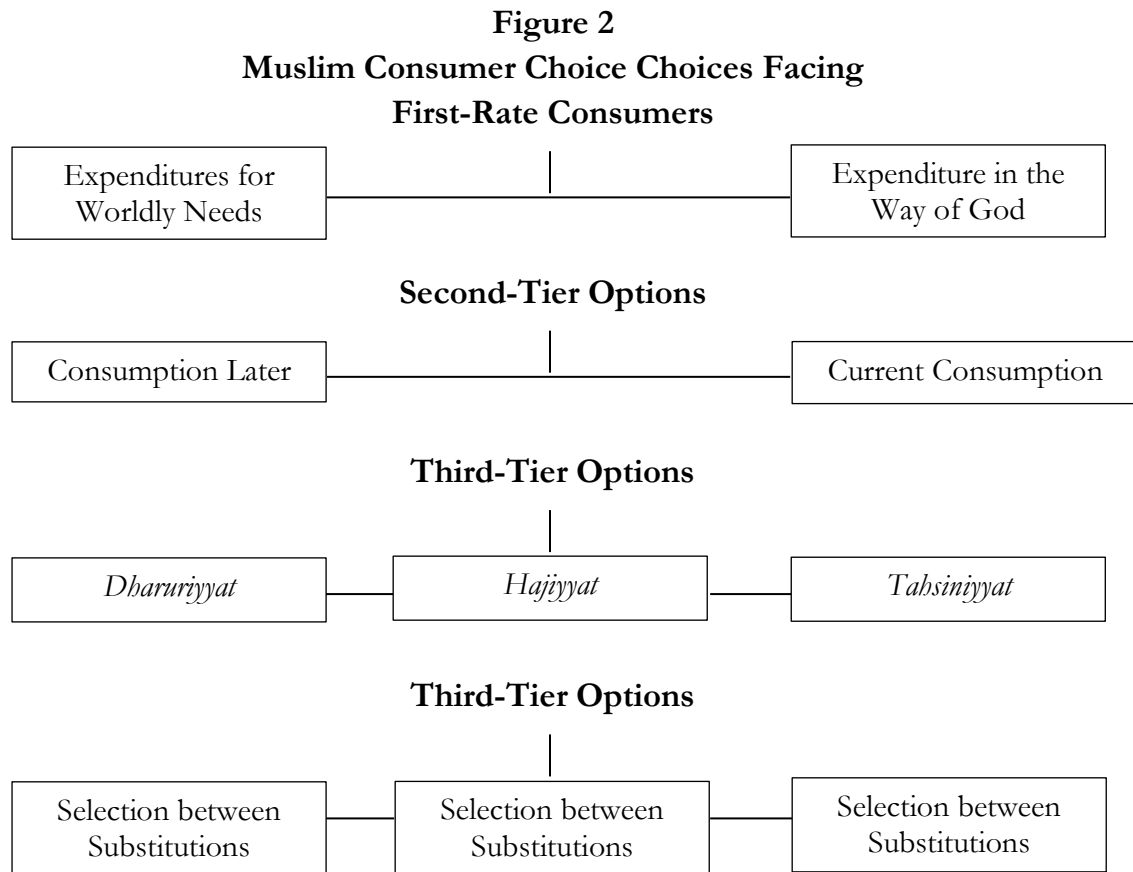 Figure 2
Muslim Consumer Choice Choices Facing
First-Rate Consumers
Expenditures for
Worldly Needs
Expenditure in the
Way of God
Second-Tier Options
Consumption Later
Current Consumption
Third-Tier Options
Dharuriyyat
Hajiyyat
Tahsiniyyat
Third-Tier Options
Selection between
Substitutions
Selection between
Substitutions
Selection between
Substitutions